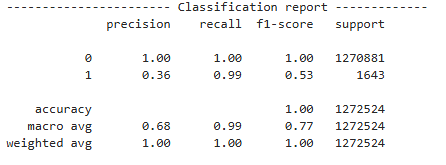 ---------------------- Classification report -------------
precision recall f1-score support
0 1.00 1.00 1.00 1270881
1 0.36 0.99 0.53 1643
accuracy 1.00 1272524
macro avg 0.68 0.99 0.77 1272524
weighted avg 1.00 1.00 1.00 1272524